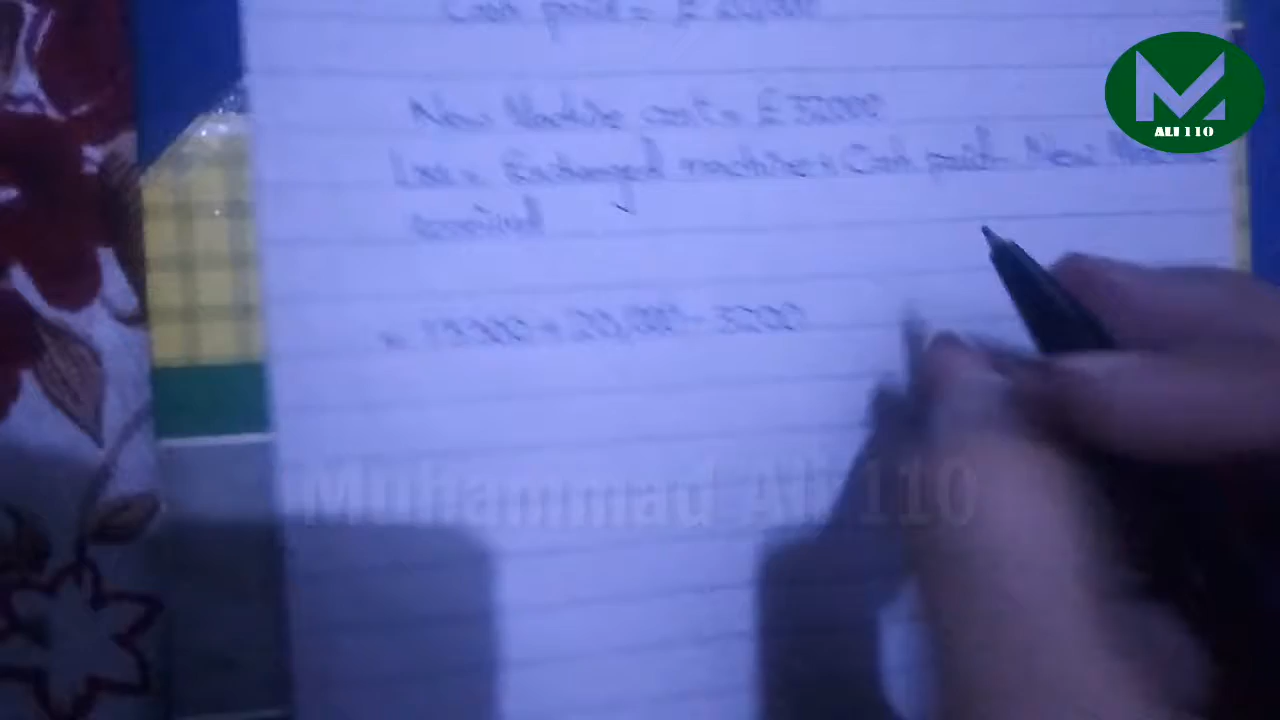 Cash paid = £ 20,000
New Machine cost = £ 32000
Loss = Exchanged machine + Cash paid - New Machine
received
= 15000 + 20,000 - 3200
Muhammad Ali 110
M
ALI 110